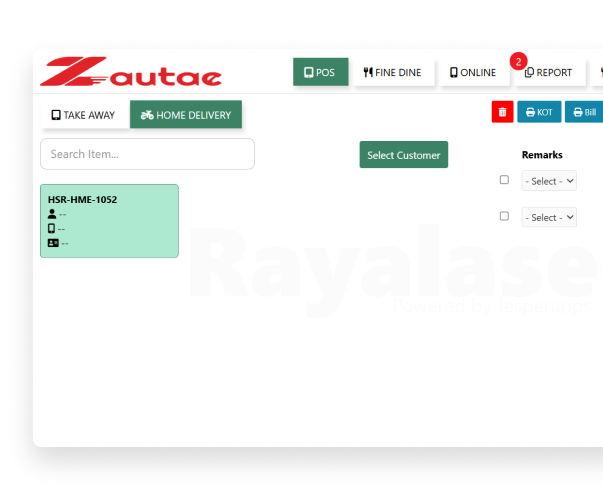 Zautae
POS
FINE DINE
ONLINE
2
REPORT
TAKE AWAY
HOME DELIVERY
KOT
Bill
Search Item...
Select Customer
Remarks
HSR-HME-1052
--
--
--
- Select -
- Select -
Rayalase
Powered by